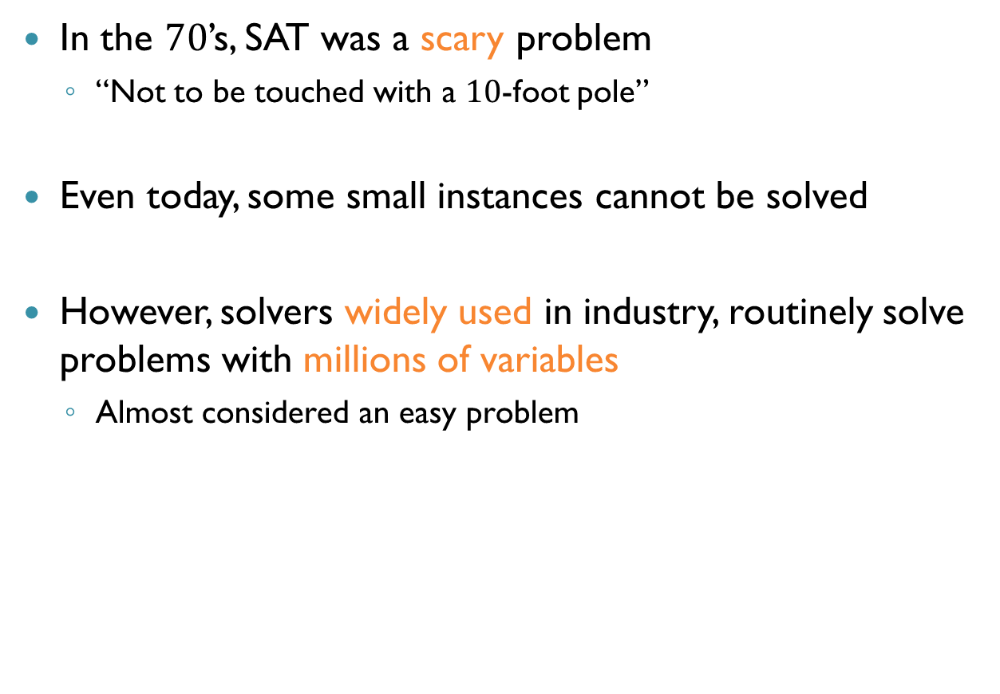 • In the 70’s, SAT was a scary problem
◦ “Not to be touched with a 10-foot pole”
• Even today, some small instances cannot be solved
• However, solvers widely used in industry, routinely solve
problems with millions of variables
◦ Almost considered an easy problem